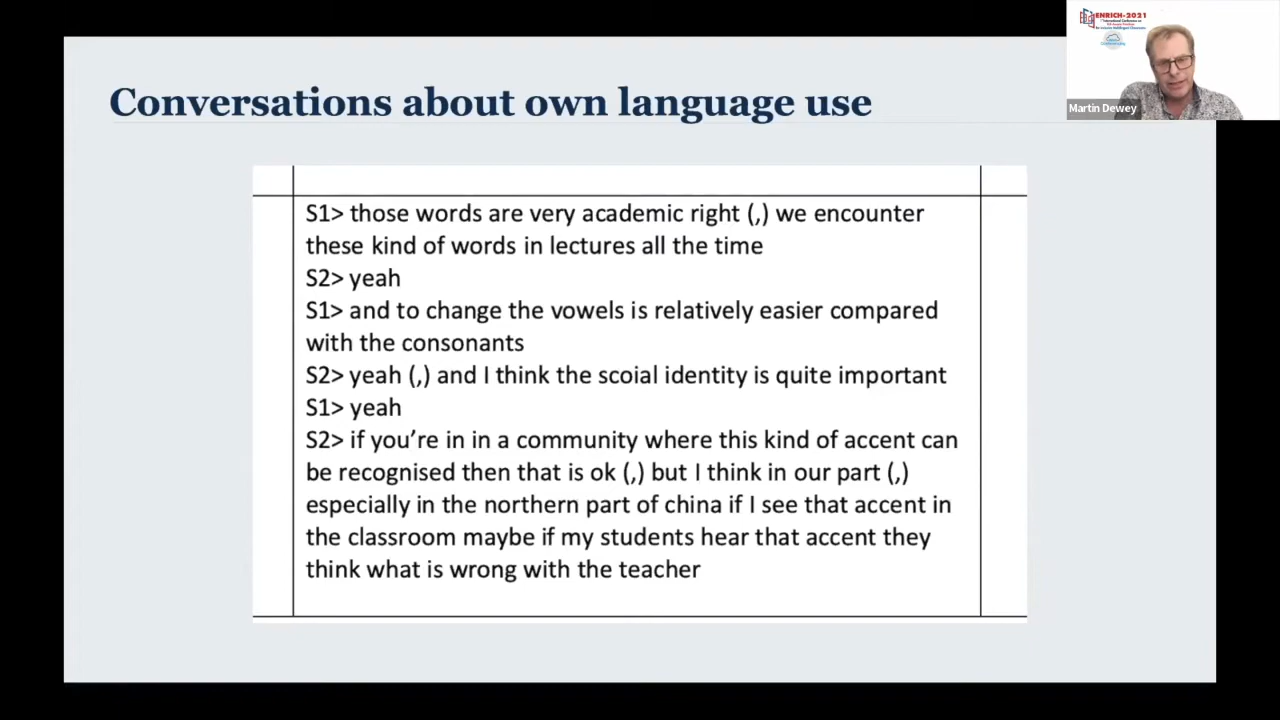 Conversations about own language use
S1> those words are very academic right (,) we encounter
these kind of words in lectures all the time
S2> yeah
S1> and to change the vowels is relatively easier compared
with the consonants
S2> yeah (,) and I think the scoial identity is quite important
S1> yeah
S2> if you’re in in a community where this kind of accent can
be recognised then that is ok (,) but I think in our part (,)
especially in the northern part of china if I see that accent in
the classroom maybe if my students hear that accent they
think what is wrong with the teacher
ENRICH-2021
Martin Dewey